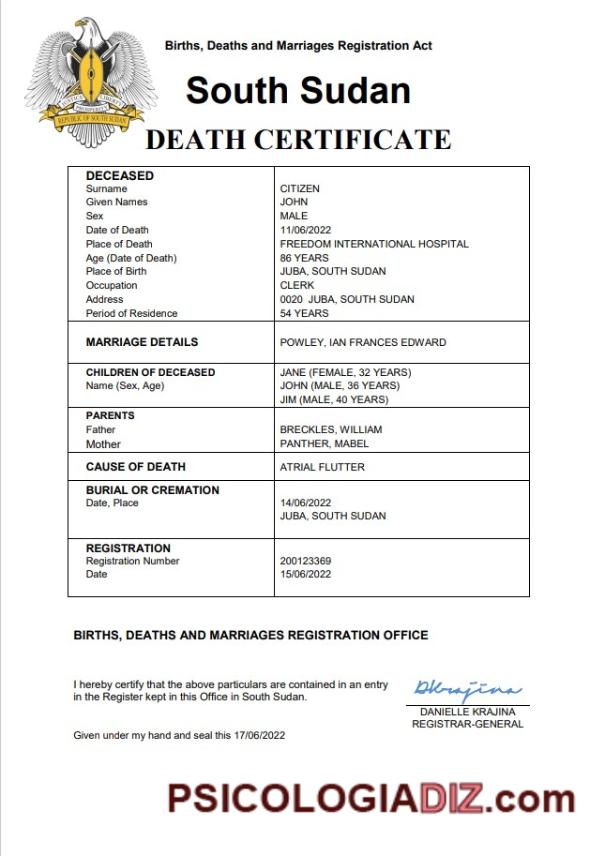 Births, Deaths and Marriages Registration Act
South Sudan
JUSTICE LIBERTY
PROSPERITY
REPUBLIC OF SOUTH SUDAN
DEATH CERTIFICATE
DECEASED
Surname CITIZEN
Given Names JOHN
Sex MALE
Date of Death 11/06/2022
Place of Death FREEDOM INTERNATIONAL HOSPITAL
Age (Date of Death) 86 YEARS
Place of Birth JUBA, SOUTH SUDAN
Occupation CLERK
Address 0020 JUBA, SOUTH SUDAN
Period of Residence 54 YEARS
MARRIAGE DETAILS POWLEY, IAN FRANCES EDWARD
CHILDREN OF DECEASED JANE (FEMALE, 32 YEARS)
Name (Sex, Age) JOHN (MALE, 36 YEARS)
JIM (MALE, 40 YEARS)
PARENTS
Father BRECKLES, WILLIAM
Mother PANTHER, MABEL
CAUSE OF DEATH ATRIAL FLUTTER
BURIAL OR CREMATION
Date, Place 14/06/2022
JUBA, SOUTH SUDAN
REGISTRATION
Registration Number 200123369
Date 15/06/2022
BIRTHS, DEATHS AND MARRIAGES REGISTRATION OFFICE
I hereby certify that the above particulars are contained in an entry
in the Register kept in this Office in South Sudan.
DKrajina
DANIELLE KRAJINA
REGISTRAR-GENERAL
Given under my hand and seal this 17/06/2022
PSICOLOGIADIZ.com